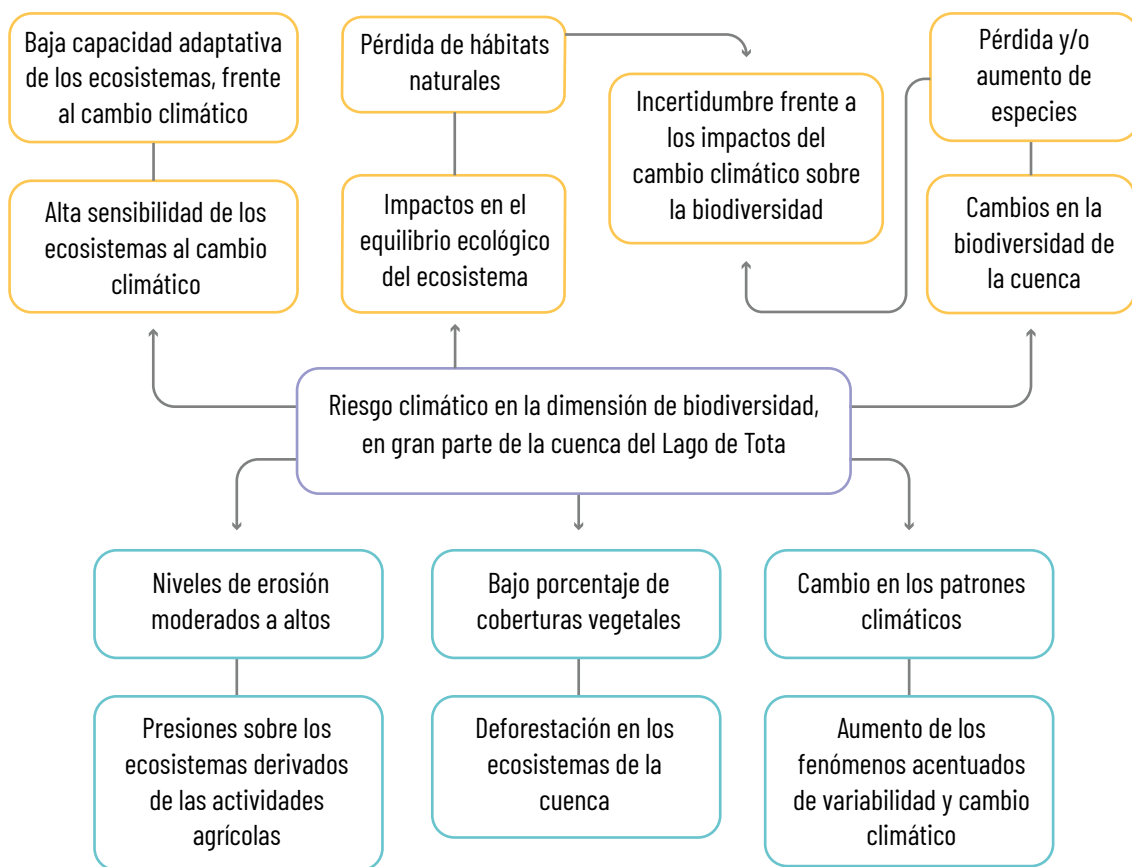 Baja capacidad adaptativa
de los ecosistemas, frente
al cambio climático
Pérdida de hábitats
naturales
Incertidumbre frente a
los impactos del
cambio climático sobre
la biodiversidad
Pérdida y/o
aumento de
especies
Alta sensibilidad de los
ecosistemas al cambio
climático
Impactos en el
equilibrio ecológico
del ecosistema
Cambios en la
biodiversidad de
la cuenca
Riesgo climático en la dimensión de biodiversidad,
en gran parte de la cuenca del Lago de Tota
Niveles de erosión
moderados a altos
Bajo porcentaje de
coberturas vegetales
Cambio en los patrones
climáticos
Presiones sobre los
ecosistemas derivados
de las actividades
agrícolas
Deforestación en los
ecosistemas de la
cuenca
Aumento de los
fenómenos acentuados
de variabilidad y cambio
climático